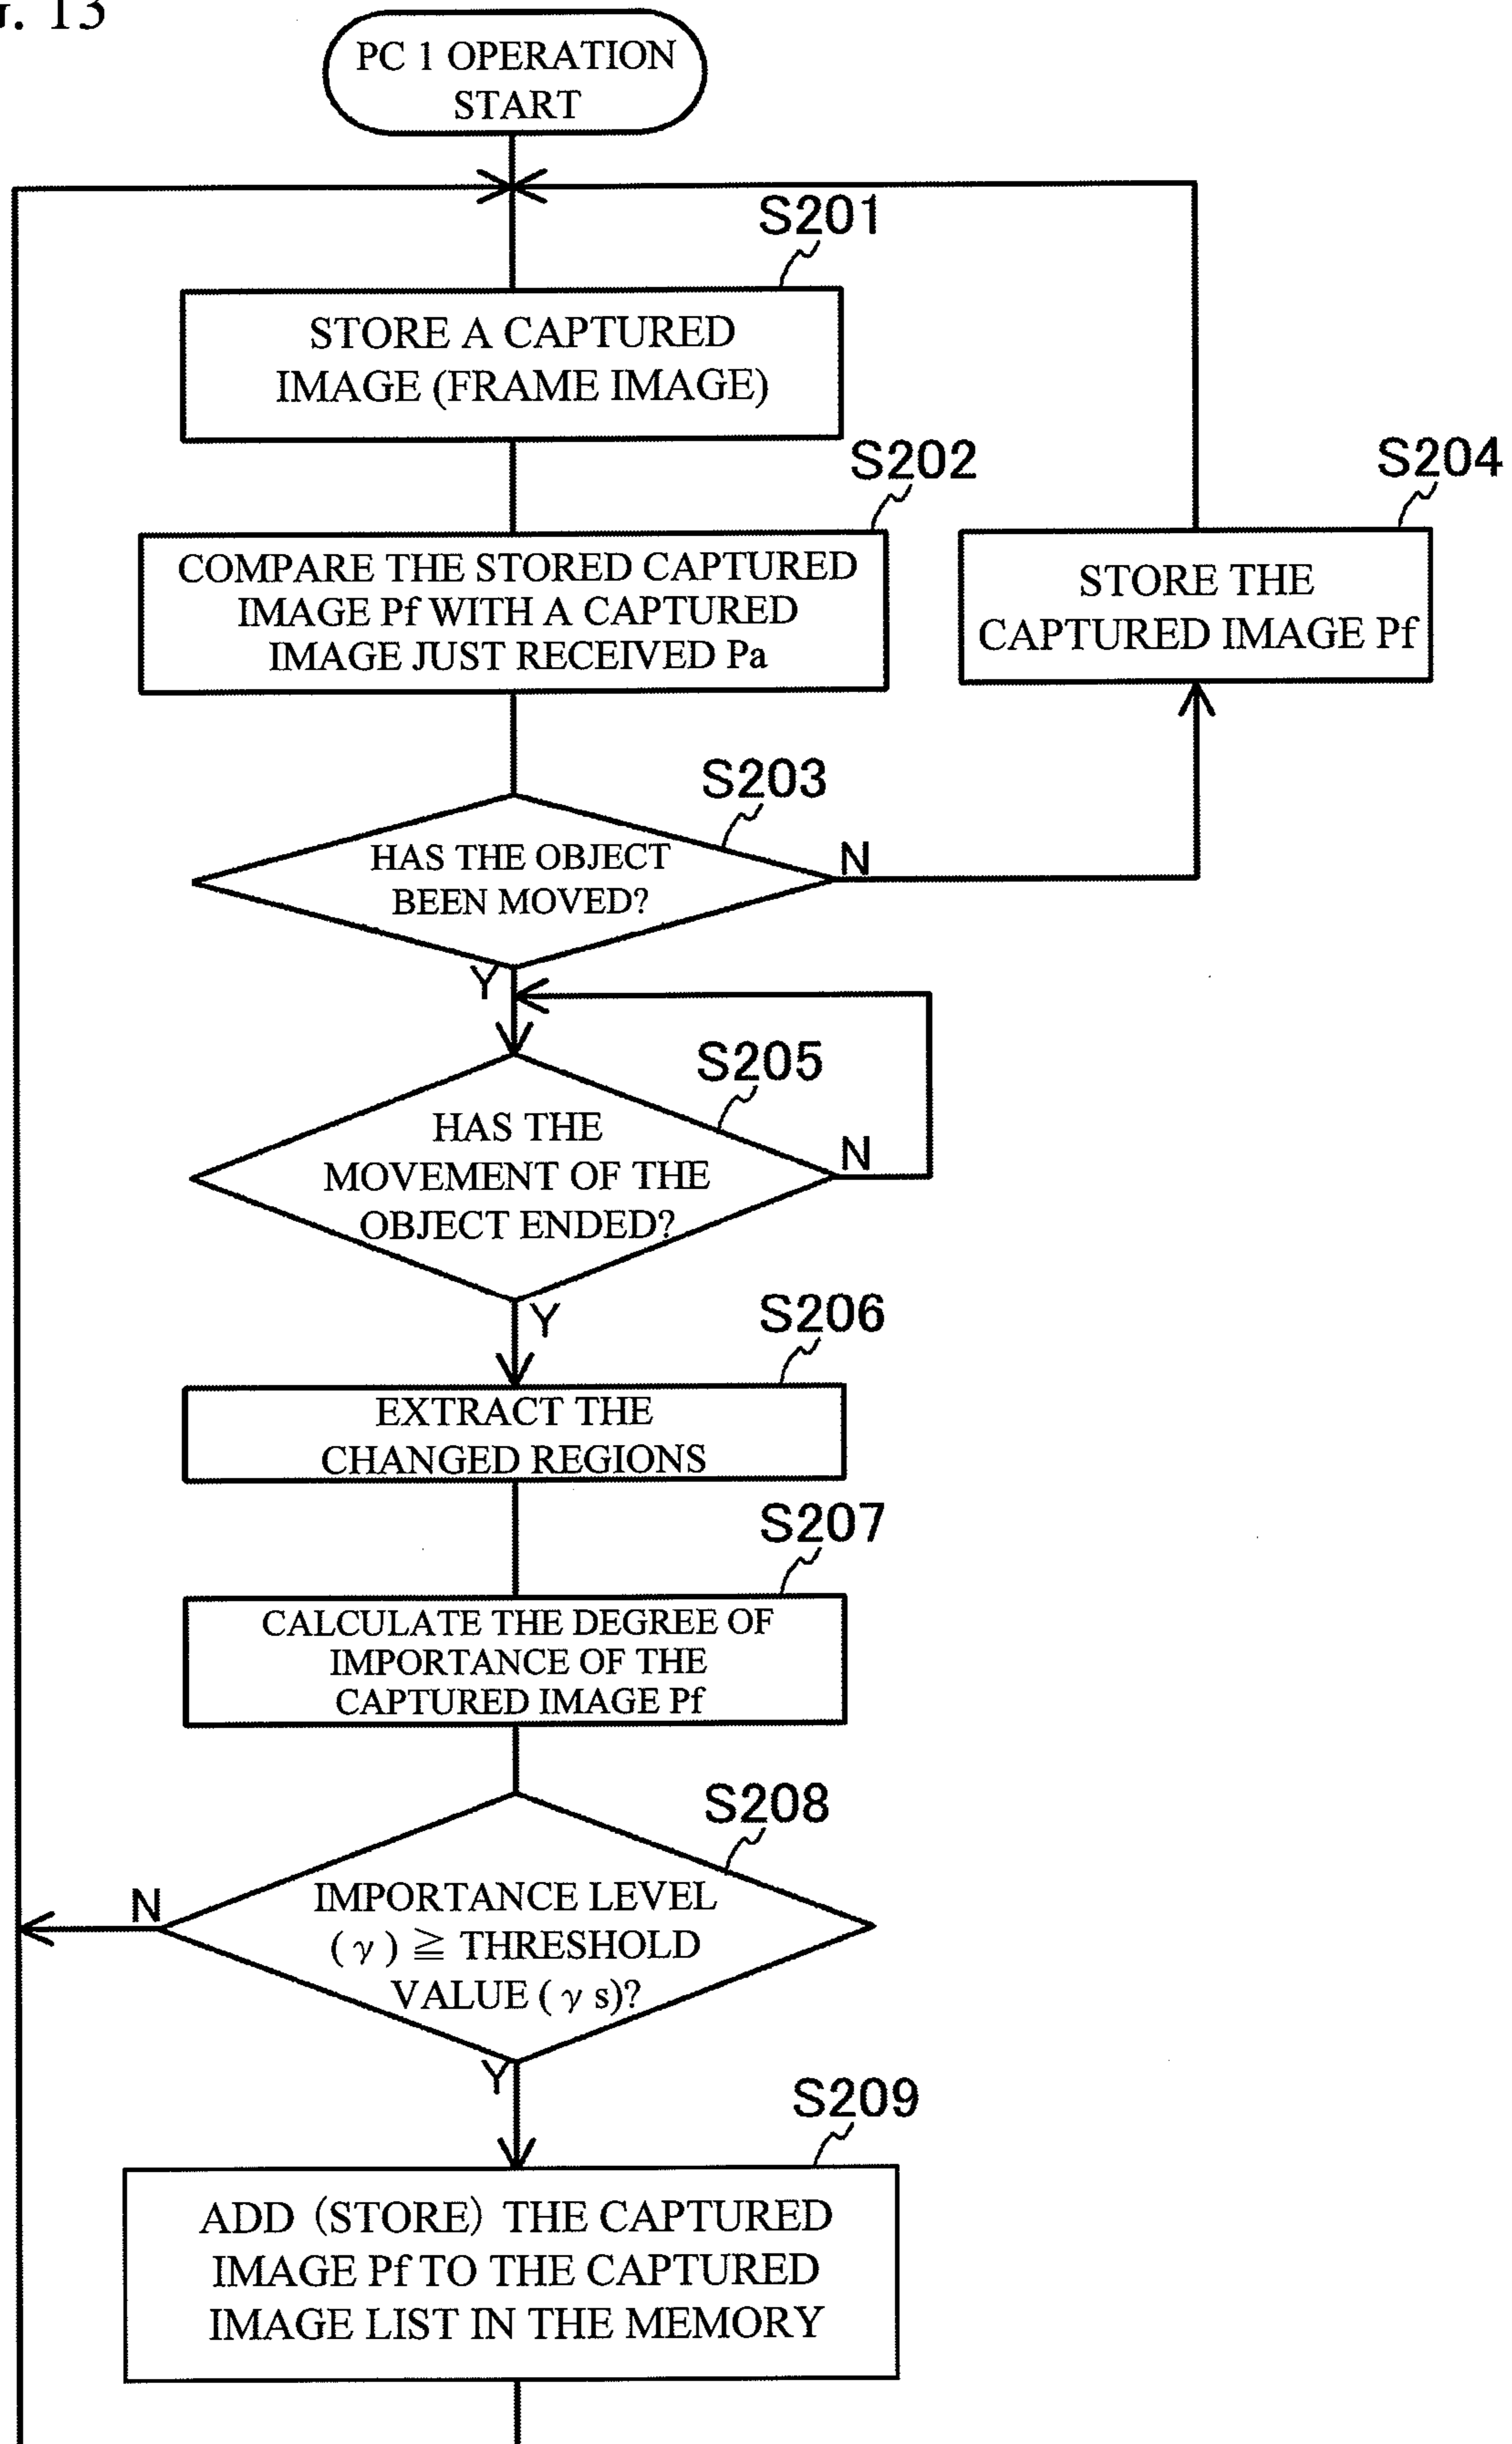 G. 13
PC 1 OPERATION
START
S201
STORE A CAPTURED
IMAGE (FRAME IMAGE)
S202
COMPARE THE STORED CAPTURED
IMAGE Pf WITH A CAPTURED
IMAGE JUST RECEIVED Pa
S204
STORE THE
CAPTURED IMAGE Pf
S203
HAS THE OBJECT
BEEN MOVED?
N
Y
S205
HAS THE
MOVEMENT OF THE
OBJECT ENDED?
N
Y
S206
EXTRACT THE
CHANGED REGIONS
S207
CALCULATE THE DEGREE OF
IMPORTANCE OF THE
CAPTURED IMAGE Pf
S208
IMPORTANCE LEVEL
(γ) ≧ THRESHOLD
VALUE (γ s)?
N
Y
S209
ADD (STORE) THE CAPTURED
IMAGE Pf TO THE CAPTURED
IMAGE LIST IN THE MEMORY